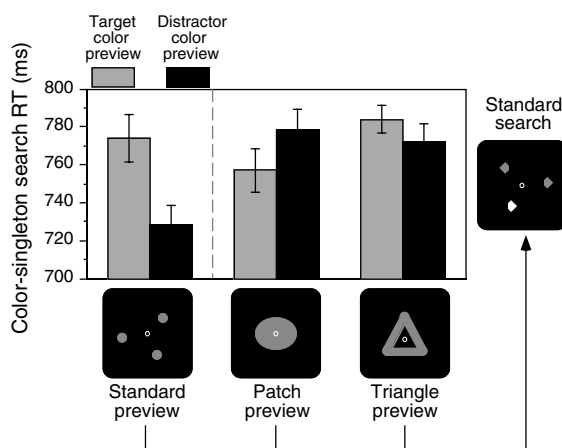 Target
color
preview
Distractor
color
preview
Color-singleton search RT (ms)
800
780
760
740
720
700
Standard
search
Standard
preview
Patch
preview
Triangle
preview